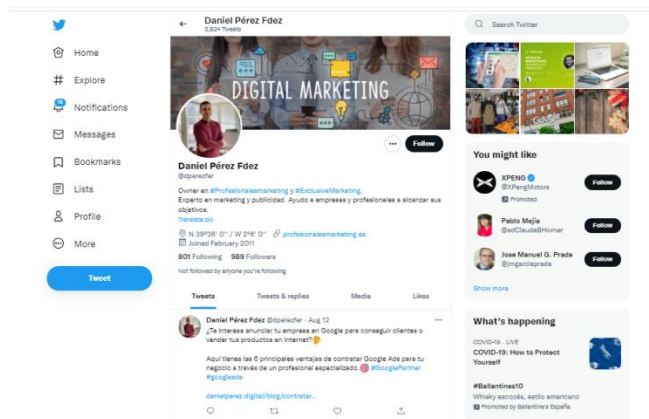 Home
Explore
Notifications
Messages
Bookmarks
Lists
Profile
More
Tweet
Daniel Pérez Fdez
3,824 Tweets
DIGITAL MARKETING
Follow
Daniel Pérez Fdez
@dperezfer
Owner en #Profesionalesmarketing y #ExclusiveMarketing.
Experto en marketing y publicidad. Ayudo a empresas y profesionales a alcanzar sus
objetivos.
Translate bio
profesionalesmarketing.es
Joined February 2011
801 Following 989 Followers
Not followed by anyone you're following
Tweets Tweets & replies Media Likes
Daniel Pérez Fdez @dperezfer · Aug 12
¿Te interesa anunciar tu empresa en Google para conseguir clientes o
vender tus productos en internet?
Aquí tienes las 6 principales ventajas de contratar Google Ads para tu
negocio a través de un profesional especializado. #GooglePartner
#googleads
danielperez.digital/blog/contratar...
Search Twitter
Google
You might like
XPENG
@XPengMotors
Follow
Promoted
Pablo Mejía
@adClaudeBHomer
Follow
Jose Manuel G. Prada
@jmgarciaprada
Follow
Show more
What's happening
COVID-19 · LIVE
COVID-19: How to Protect
Yourself
#Ballantines10
Whisky escocés, estilo americano
Promoted by Ballantine's España